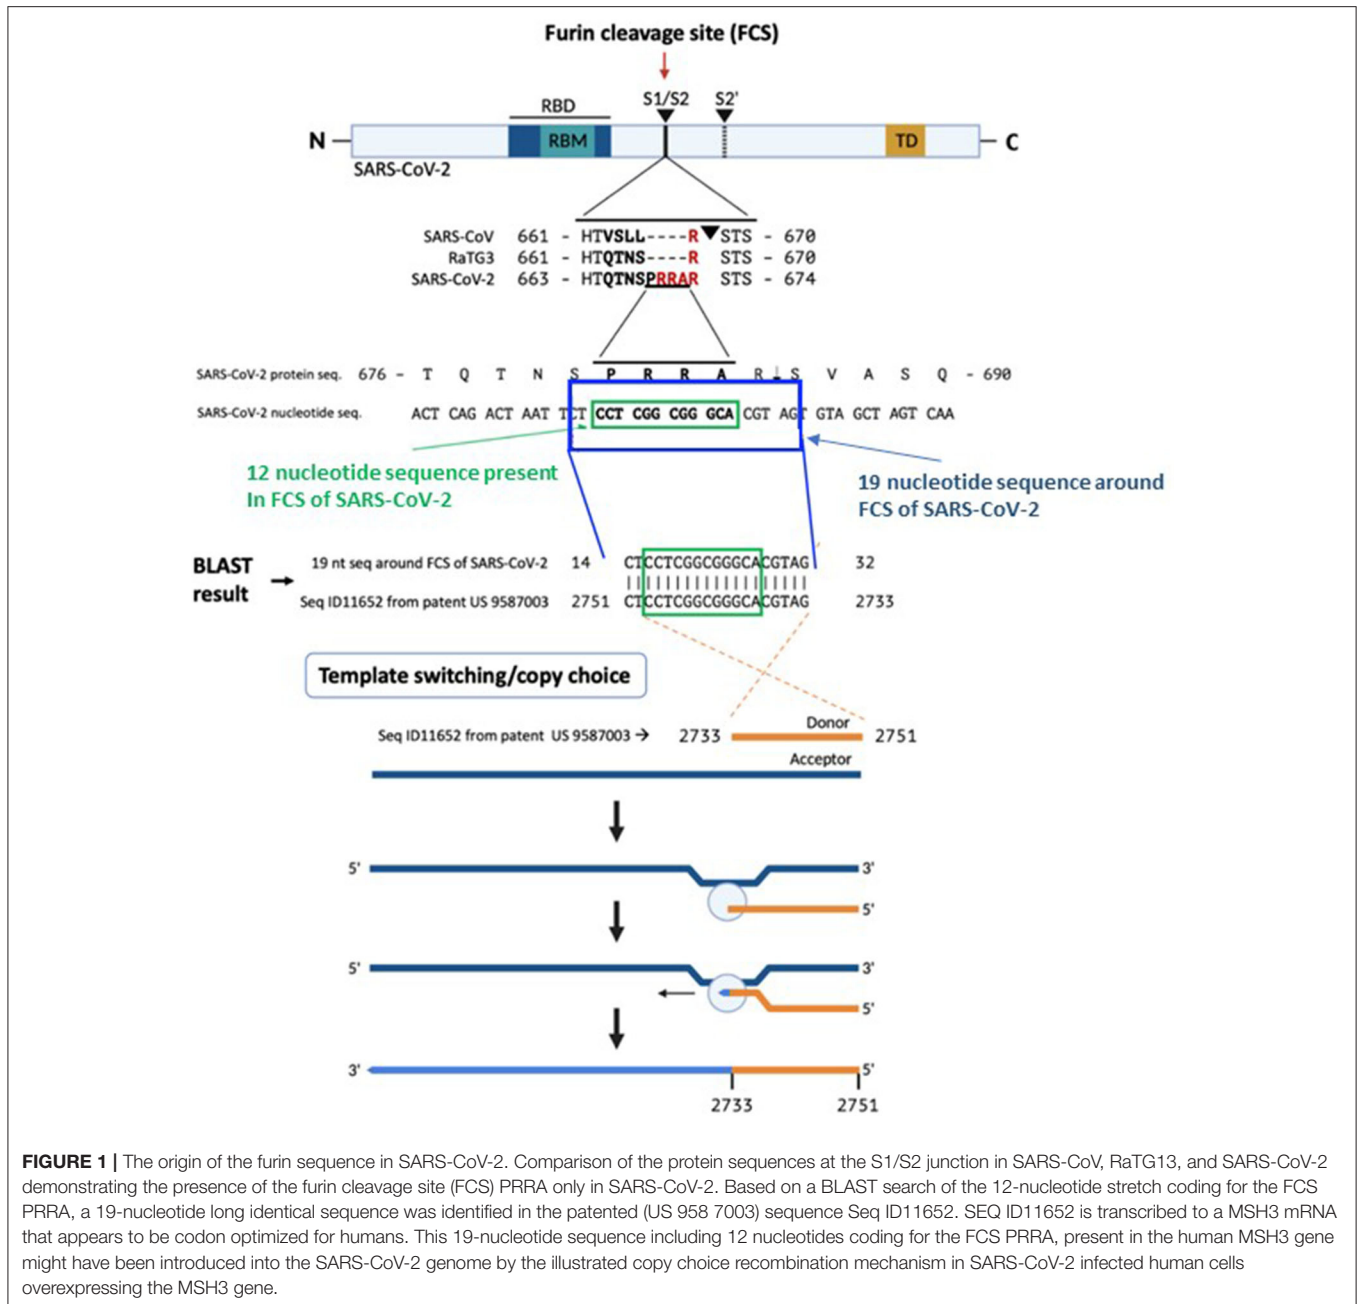 Furin cleavage site (FCS)
S1/S2 S2'
RBD
N RBM TD C
SARS-CoV-2
SARS-CoV 661 - HTVSLL----R STS - 670
RaTG3 661 - HTQTNS----R STS - 670
SARS-CoV-2 663 - HTQTNSPRRAR STS - 674
SARS-CoV-2 protein seq. 676 - T Q T N S P R R A R↓S V A S Q - 690
SARS-CoV-2 nucleotide seq. ACT CAG ACT AAT TCT CCT CGG CGG GCA CGT AGT GTA GCT AGT CAA
12 nucleotide sequence present
In FCS of SARS-CoV-2
19 nucleotide sequence around
FCS of SARS-CoV-2
BLAST
result →
19 nt seq around FCS of SARS-CoV-2 14 CTCCTCGGCGGGCACGTAG 32
|||||||||||||||||||
Seq ID11652 from patent US 9587003 2751 CTCCTCGGCGGGCACGTAG 2733
Template switching/copy choice
Donor
Seq ID11652 from patent US 9587003 → 2733 2751
Acceptor
5' 3'
5'
5' 3'
5'
3' 5'
2733 2751
FIGURE 1 | The origin of the furin sequence in SARS-CoV-2. Comparison of the protein sequences at the S1/S2 junction in SARS-CoV, RaTG13, and SARS-CoV-2
demonstrating the presence of the furin cleavage site (FCS) PRRA only in SARS-CoV-2. Based on a BLAST search of the 12-nucleotide stretch coding for the FCS
PRRA, a 19-nucleotide long identical sequence was identified in the patented (US 958 7003) sequence Seq ID11652. SEQ ID11652 is transcribed to a MSH3 mRNA
that appears to be codon optimized for humans. This 19-nucleotide sequence including 12 nucleotides coding for the FCS PRRA, present in the human MSH3 gene
might have been introduced into the SARS-CoV-2 genome by the illustrated copy choice recombination mechanism in SARS-CoV-2 infected human cells
overexpressing the MSH3 gene.